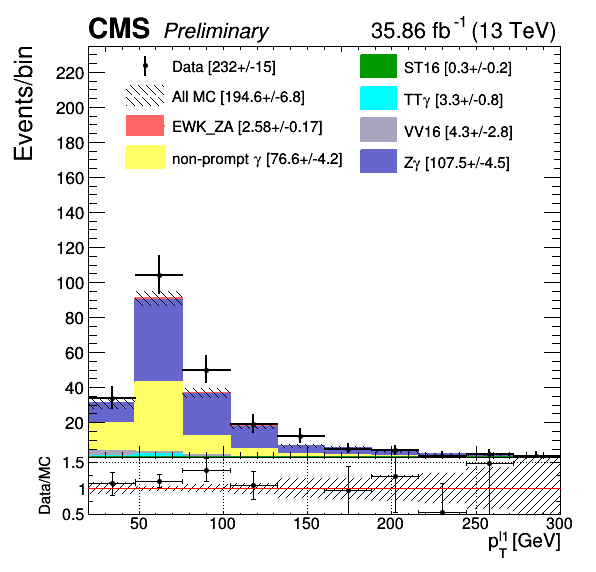 CMS Preliminary 35.86 fb⁻¹ (13 TeV)
Events/bin
Data [232+/-15]
All MC [194.6+/-6.8]
EWK_ZA [2.58+/-0.17]
non-prompt γ [76.6+/-4.2]
ST16 [0.3+/-0.2]
TTγ [3.3+/-0.8]
VV16 [4.3+/-2.8]
Zγ [107.5+/-4.5]
220
200
180
160
140
120
100
80
60
40
20
Data/MC
1.5
1
0.5
50 100 150 200 250 300
p_T^l1 [GeV]